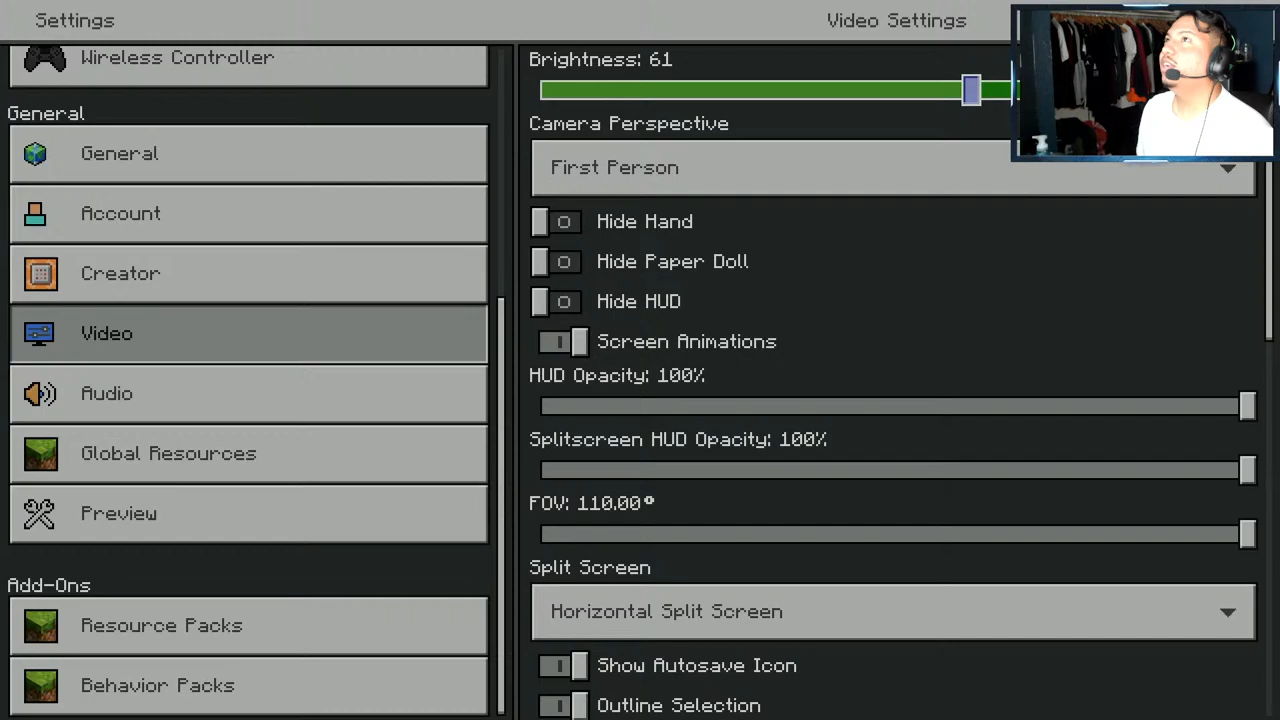 Settings
Video Settings
Wireless Controller
General
General
Account
Creator
Video
Audio
Global Resources
Preview
Add-Ons
Resource Packs
Behavior Packs
Brightness: 61
Camera Perspective
First Person
Hide Hand
Hide Paper Doll
Hide HUD
Screen Animations
HUD Opacity: 100%
Splitscreen HUD Opacity: 100%
FOV: 110.00°
Split Screen
Horizontal Split Screen
Show Autosave Icon
Outline Selection